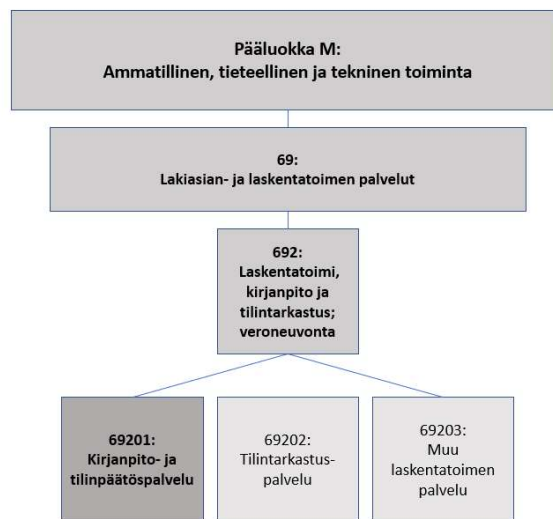 Pääluokka M:
Ammatillinen, tieteellinen ja tekninen toiminta
69:
Lakiasian- ja laskentatoimen palvelut
692:
Laskentatoimi,
kirjanpito ja
tilintarkastus;
veroneuvonta
69201:
Kirjanpito- ja
tilinpäätöspalvelu
69202:
Tilintarkastus-
palvelu
69203:
Muu
laskentatoimen
palvelu